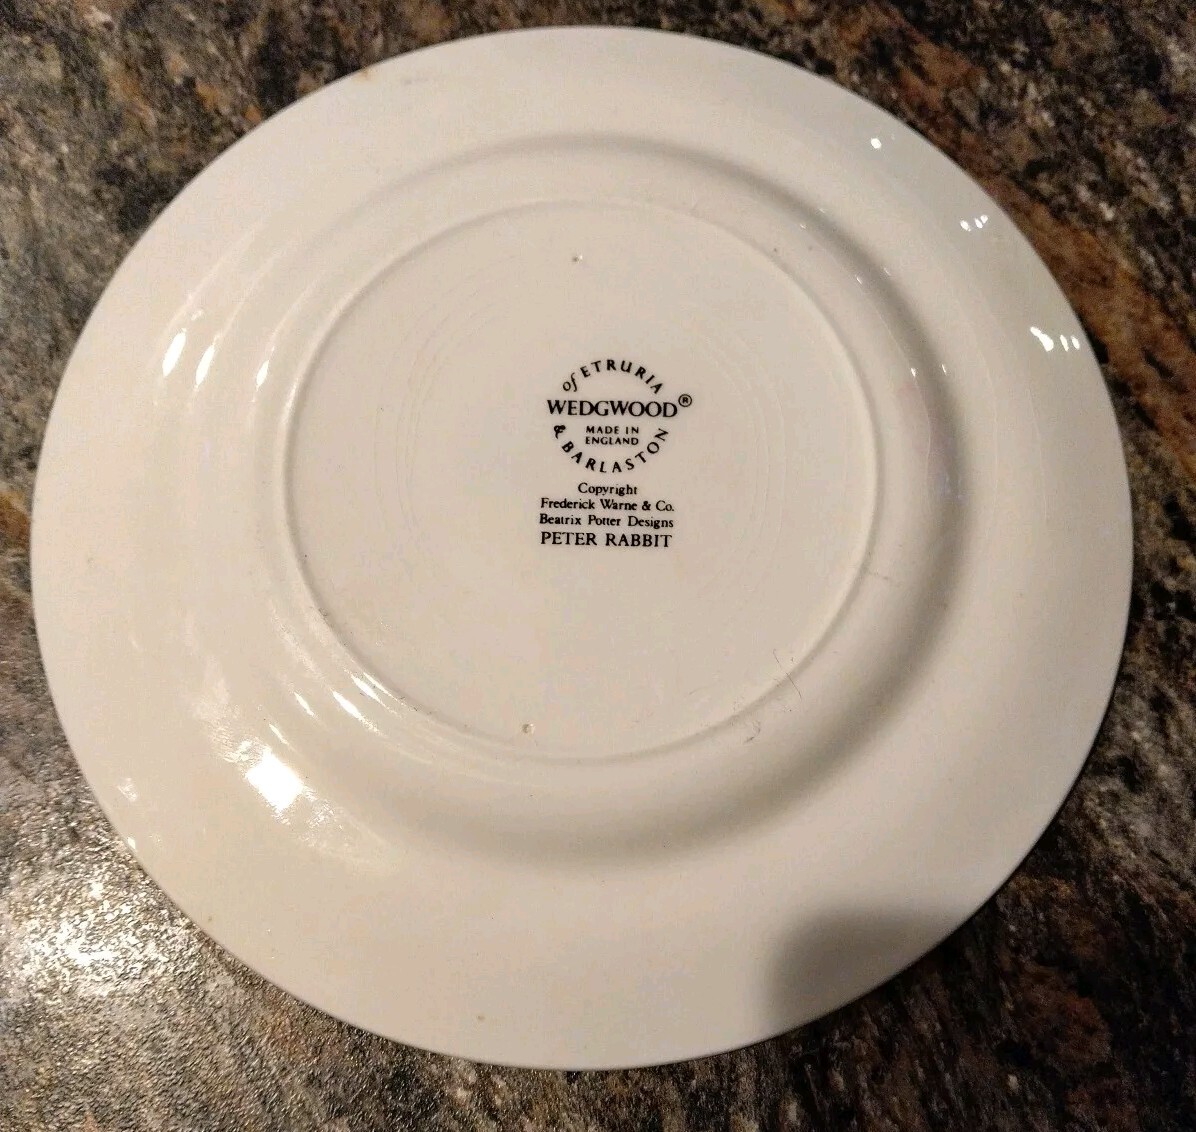 of ETRURIA
WEDGWOOD®
MADE IN
ENGLAND
& BARLASTON
Copyright
Frederick Warne & Co.
Beatrix Potter Designs
PETER RABBIT